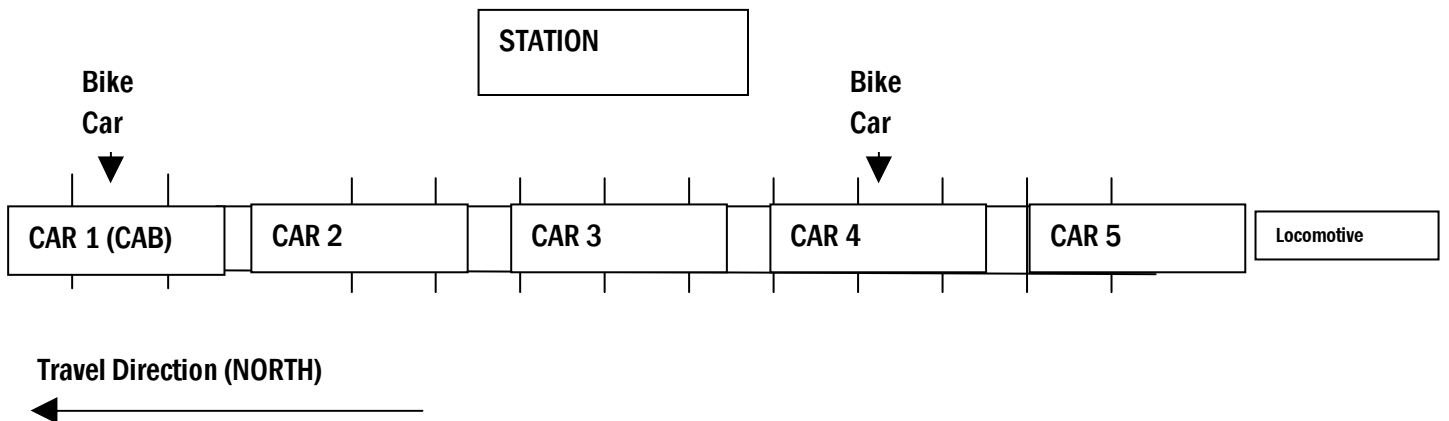 STATION
Bike
Car
Bike
Car
CAR 1 (CAB)
CAR 2
CAR 3
CAR 4
CAR 5
Locomotive
Travel Direction (NORTH)